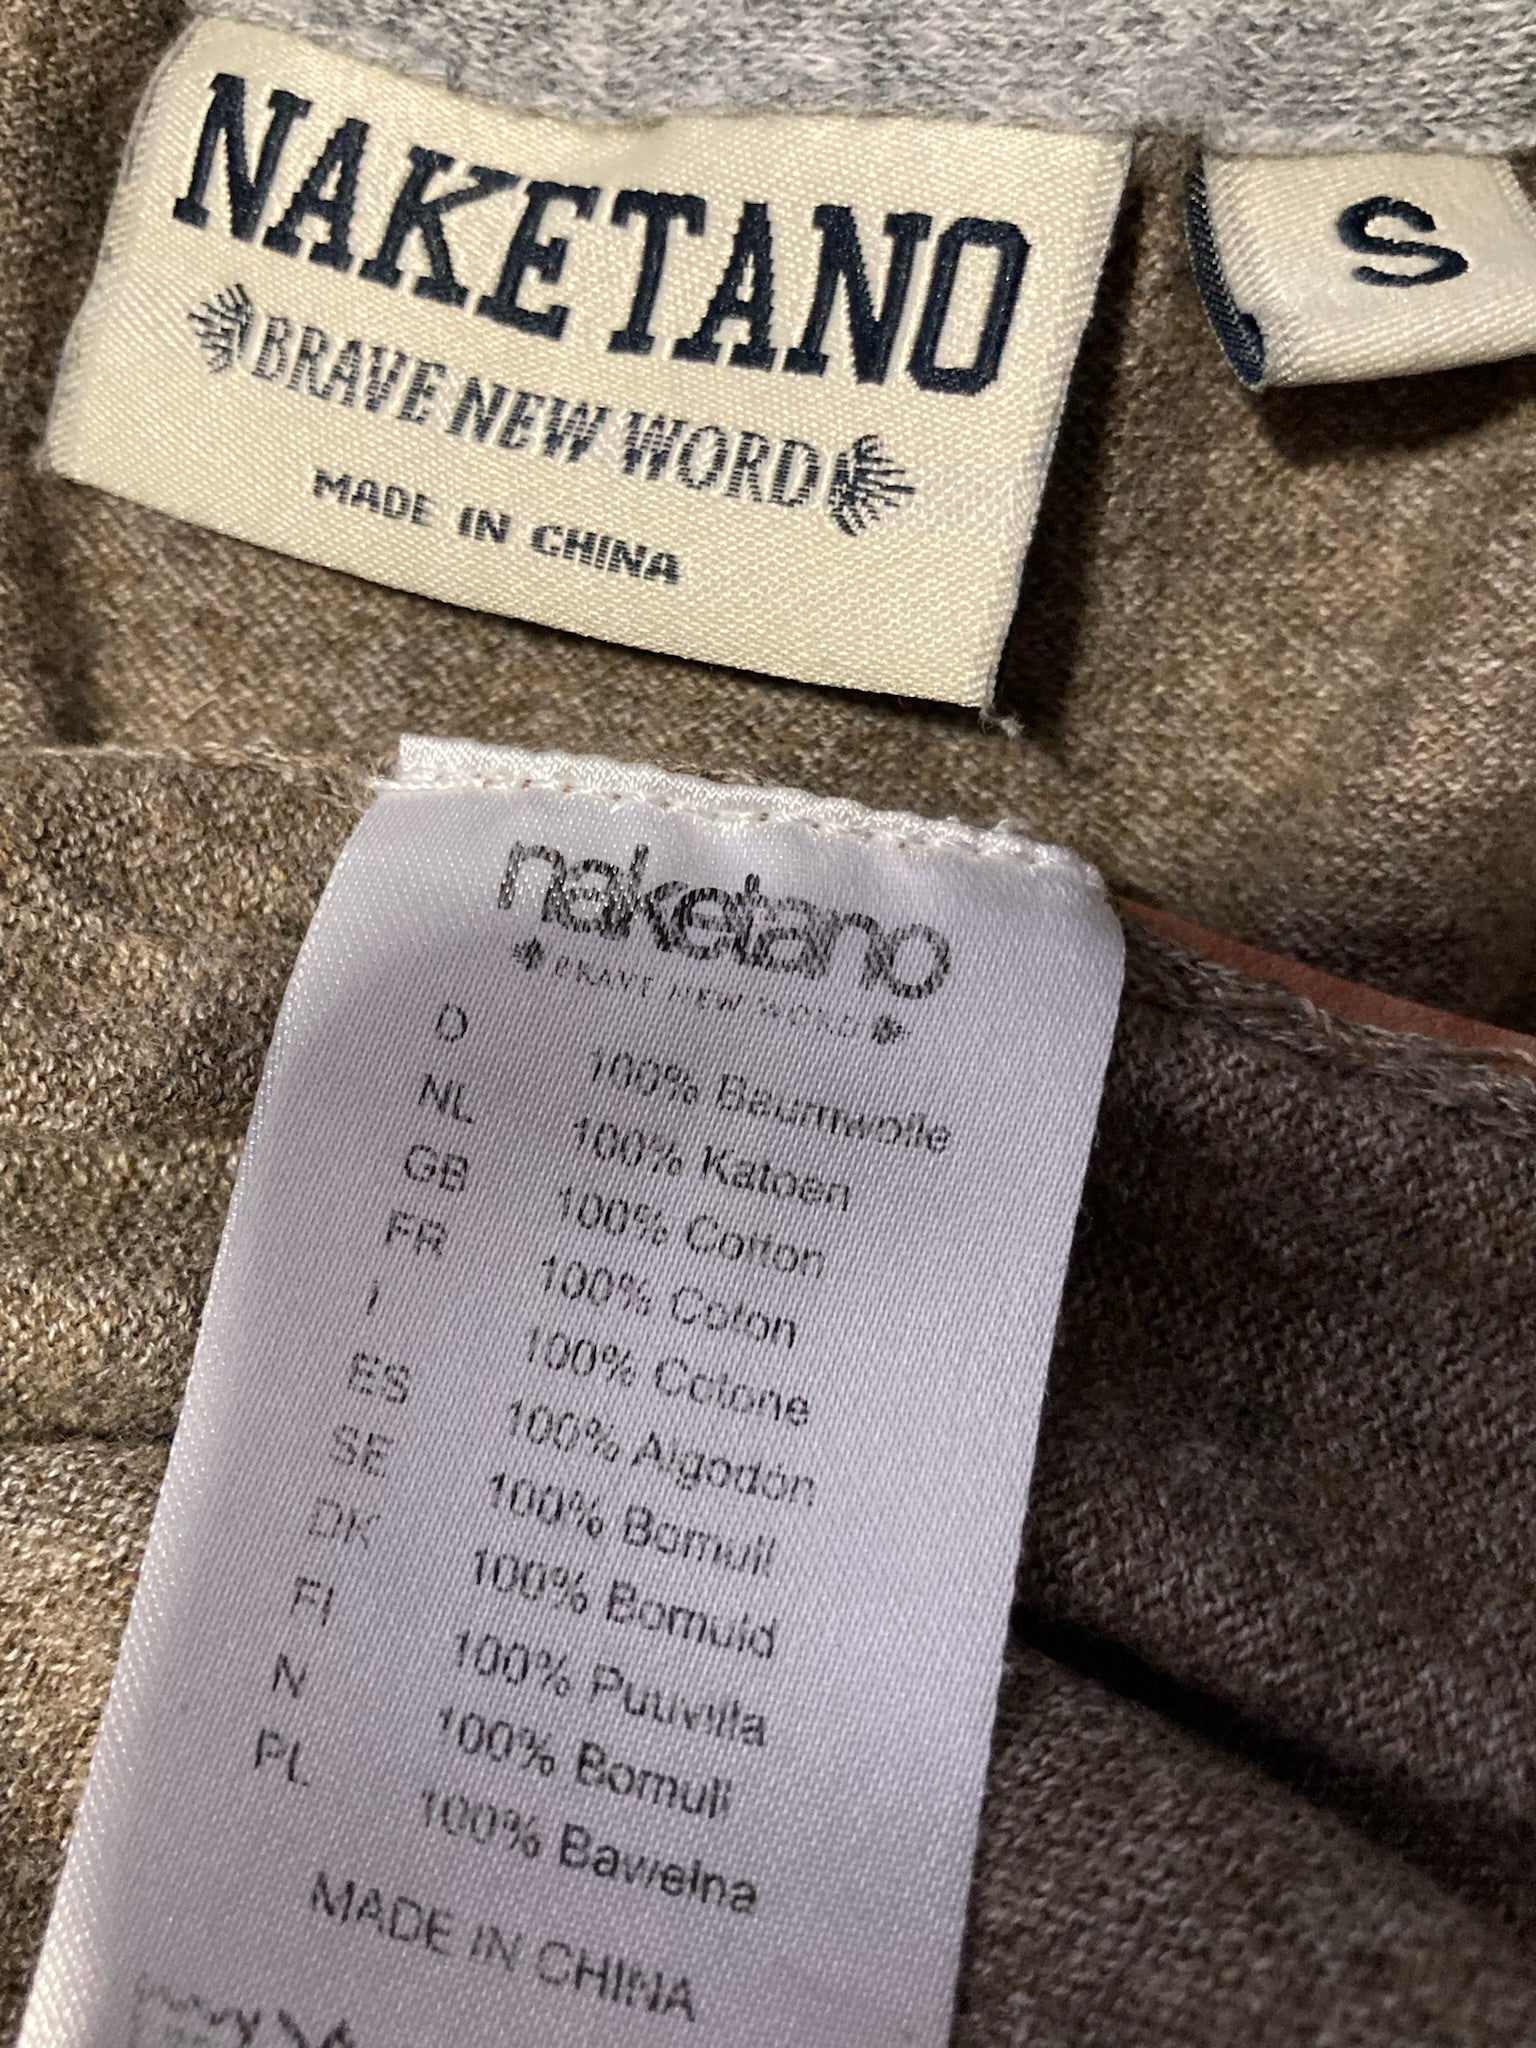 NAKETANO
BRAVE NEW WORD
MADE IN CHINA
S
naketano
BRAVE NEW WORD
D 100% Baumwolle
NL 100% Katoen
GB 100% Cotton
FR 100% Coton
I 100% Cotone
ES 100% Algodón
SE 100% Bomull
DK 100% Bomuld
FI 100% Puuvilla
N 100% Bomull
PL 100% Bawełna
MADE IN CHINA